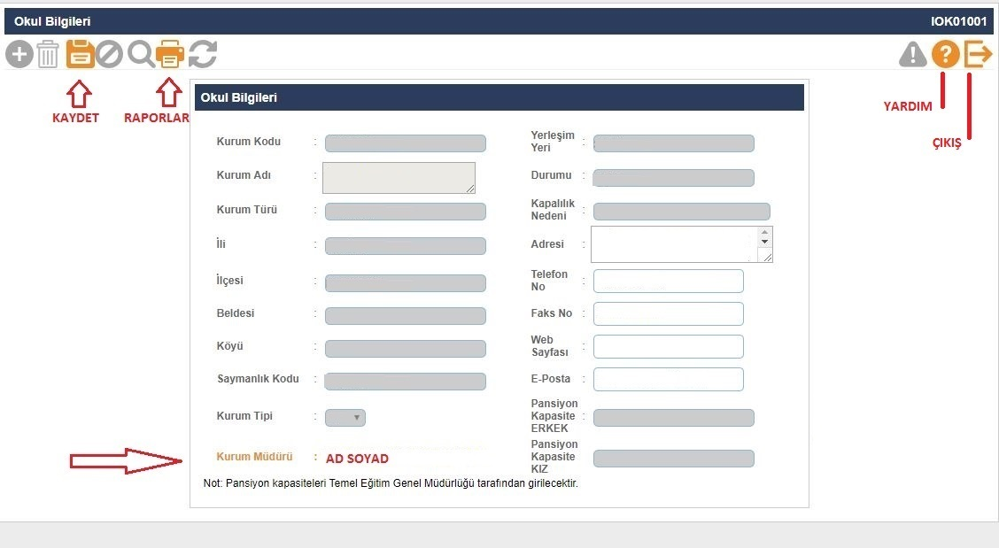 Okul Bilgileri
IOK01001
KAYDET
RAPORLAR
YARDIM
ÇIKIŞ
Okul Bilgileri
Kurum Kodu :
Kurum Adı :
Kurum Türü :
İli :
İlçesi :
Beldesi :
Köyü :
Saymanlık Kodu :
Kurum Tipi :
Kurum Müdürü : AD SOYAD
Yerleşim
Yeri :
Durumu :
Kapalılık
Nedeni :
Adresi :
Telefon
No :
Faks No :
Web
Sayfası :
E-Posta :
Pansiyon
Kapasite :
ERKEK
Pansiyon
Kapasite :
KIZ
Not: Pansiyon kapasiteleri Temel Eğitim Genel Müdürlüğü tarafından girilecektir.